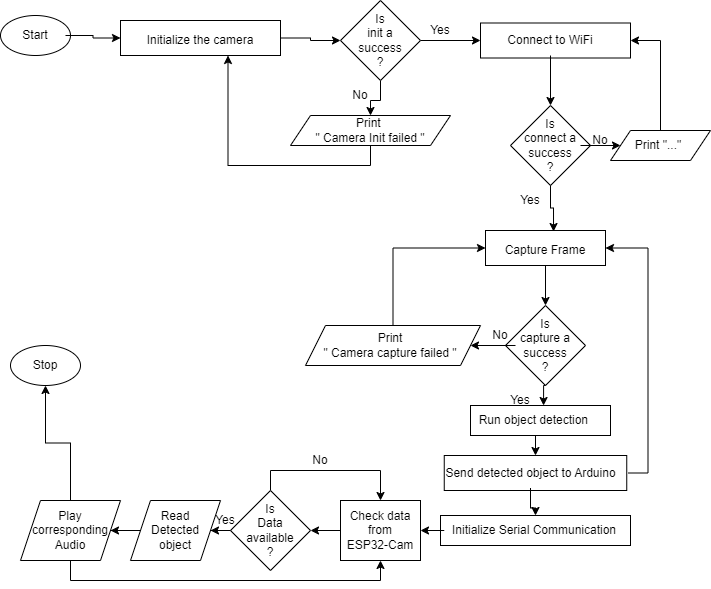 Start
Initialize the camera
Is
init a
success
?
Yes
Connect to WiFi
No
Print
" Camera Init failed "
Is
connect a
success
?
No
Print "..."
Yes
Capture Frame
Is
capture a
success
?
No
Print
" Camera capture failed "
Yes
Run object detection
Send detected object to Arduino
Initialize Serial Communication
Check data
from
ESP32-Cam
No
Is
Data
available
?
Yes
Read
Detected
object
Play
corresponding
Audio
Stop